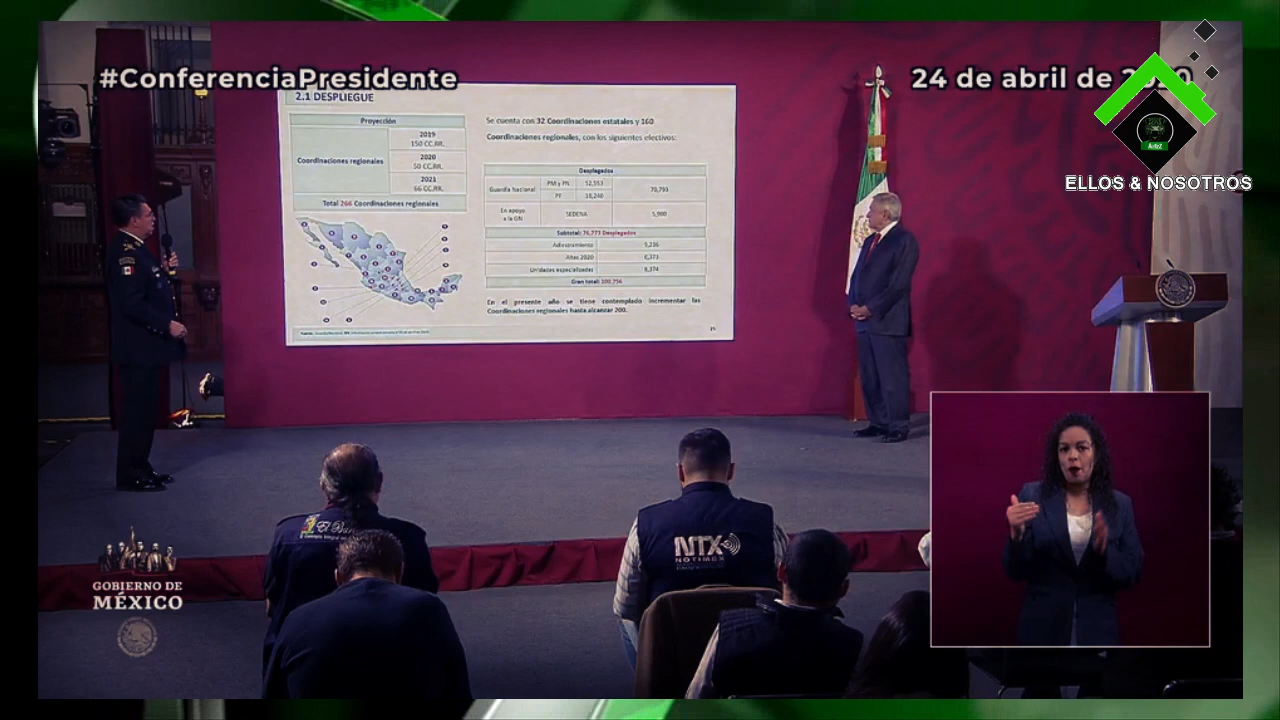 #ConferenciaPresidente
24 de abril de
ELLOS & NOSOTROS
2.1 DESPLIEGUE
Proyección
Coordinaciones regionales
2019
150 CC.RR.
2020
50 CC.RR.
2021
66 CC.RR.
Total 266 Coordinaciones regionales
Se cuenta con 32 Coordinaciones estatales y 160
Coordinaciones regionales, con los siguientes efectivos:
Desplegados
Guardia Nacional
PM y PN
52,553
PF
18,240
70,793
En apoyo
a la GN
SEDENA
5,980
Subtotal: 76,773 Desplegados
Adiestramiento
9,236
Altas 2020
6,373
Unidades especializadas
8,374
Gran total: 100,756
En el presente año se tiene contemplado incrementar las
Coordinaciones regionales hasta alcanzar 200.
NTX
NOTIMEX
GOBIERNO DE
MÉXICO